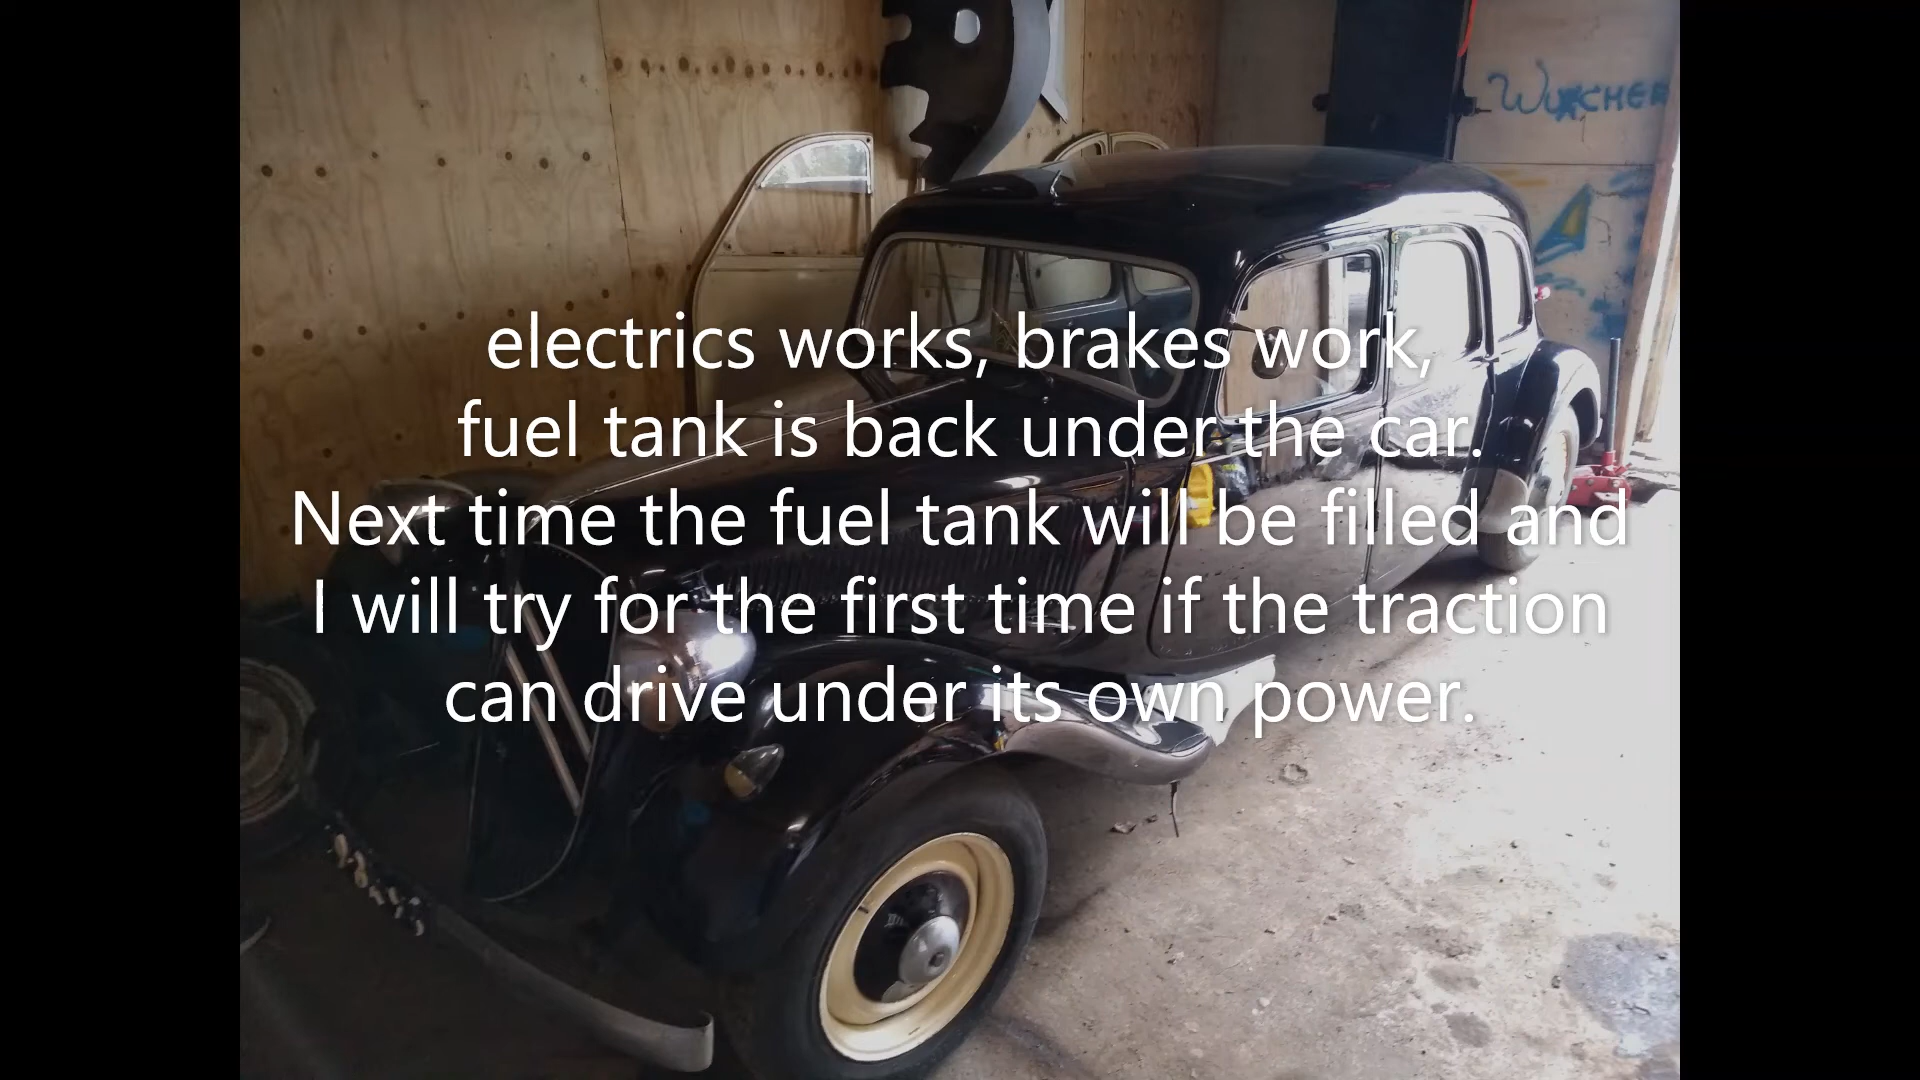 electrics works, brakes work,
fuel tank is back under the car.
Next time the fuel tank will be filled and
I will try for the first time if the traction
can drive under its own power.